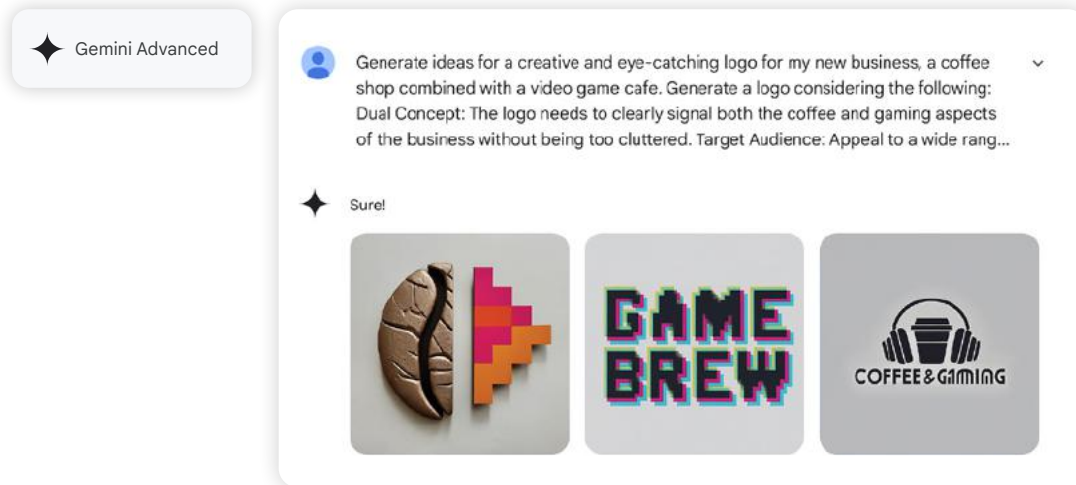 Gemini Advanced
Generate ideas for a creative and eye-catching logo for my new business, a coffee
shop combined with a video game cafe. Generate a logo considering the following:
Dual Concept: The logo needs to clearly signal both the coffee and gaming aspects
of the business without being too cluttered. Target Audience: Appeal to a wide rang...
Sure!
GAME
BREW
COFFEE & GAMING